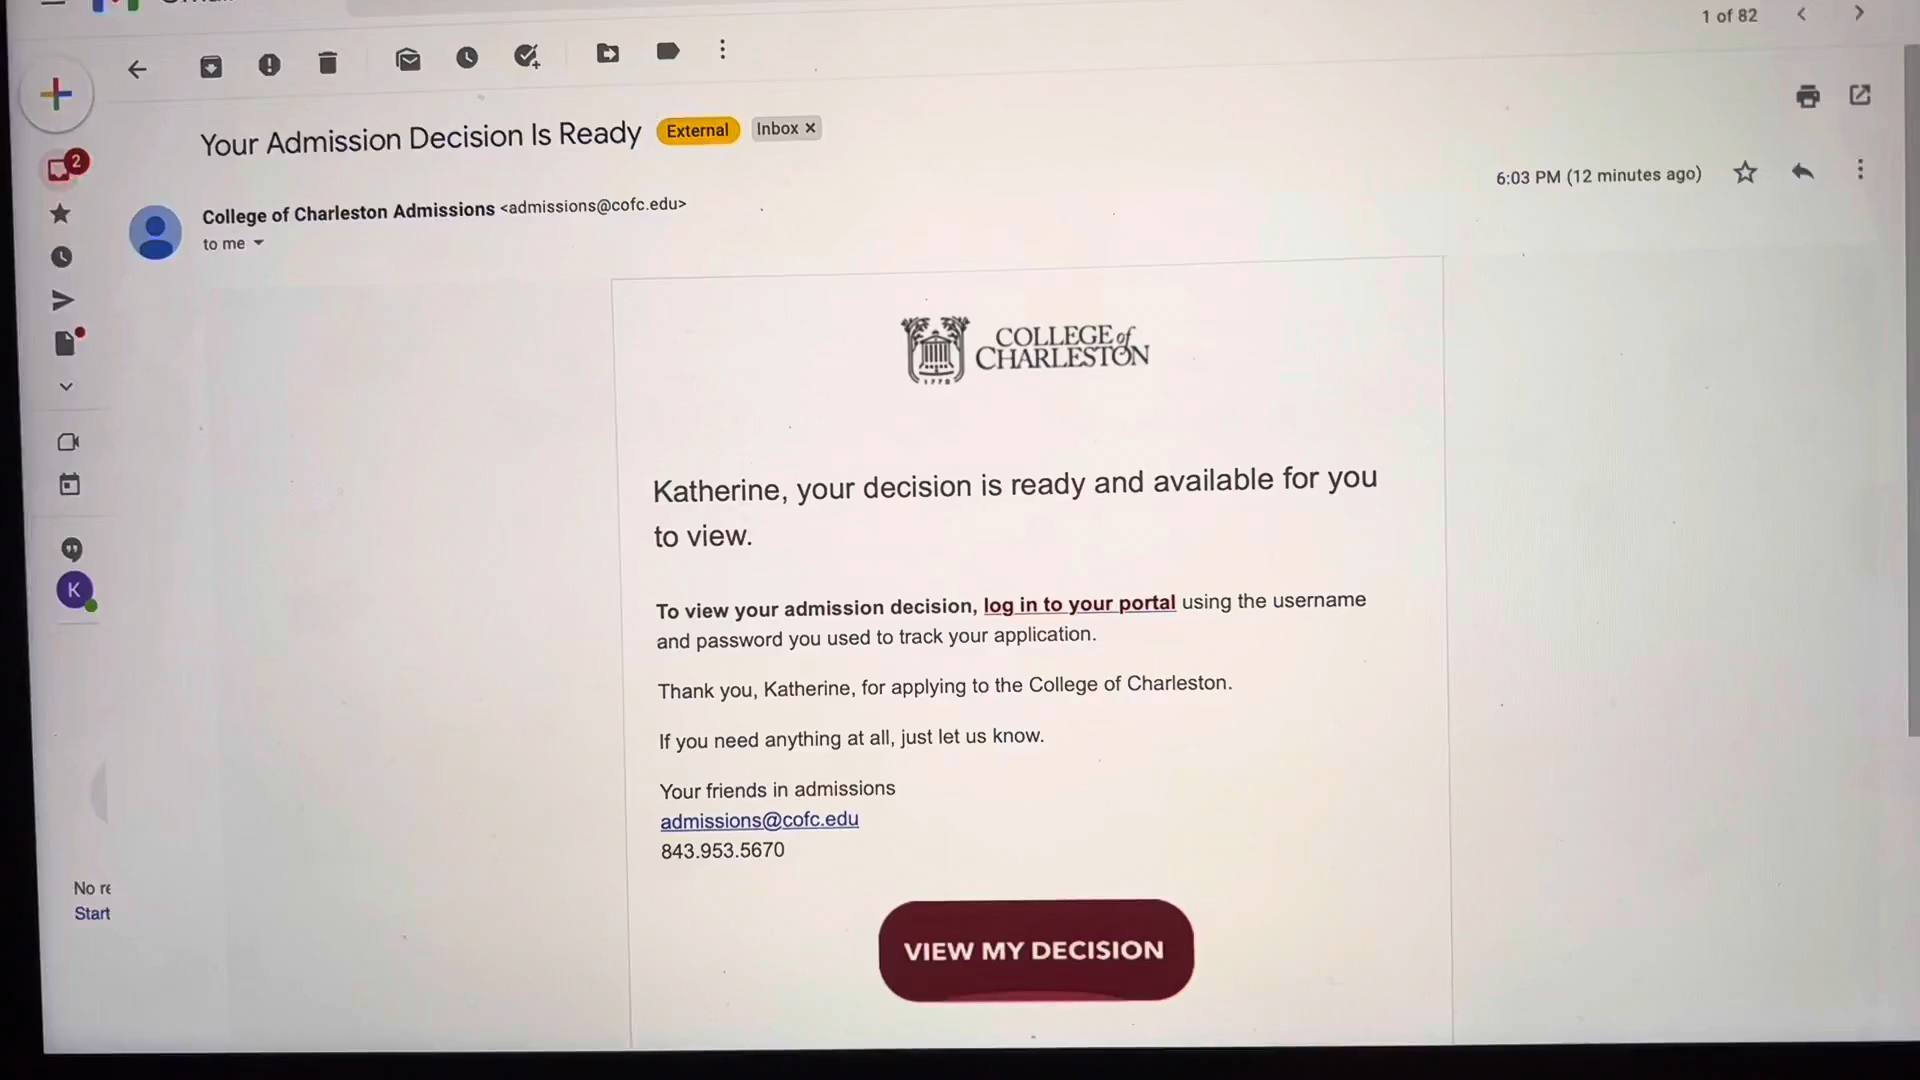 1 of 82
Your Admission Decision Is Ready External Inbox ×
2
6:03 PM (12 minutes ago)
College of Charleston Admissions <admissions@cofc.edu>
to me
COLLEGE of
CHARLESTON
1770
Katherine, your decision is ready and available for you
to view.
To view your admission decision, log in to your portal using the username
and password you used to track your application.
K
Thank you, Katherine, for applying to the College of Charleston.
If you need anything at all, just let us know.
Your friends in admissions
admissions@cofc.edu
843.953.5670
No re
Start
VIEW MY DECISION